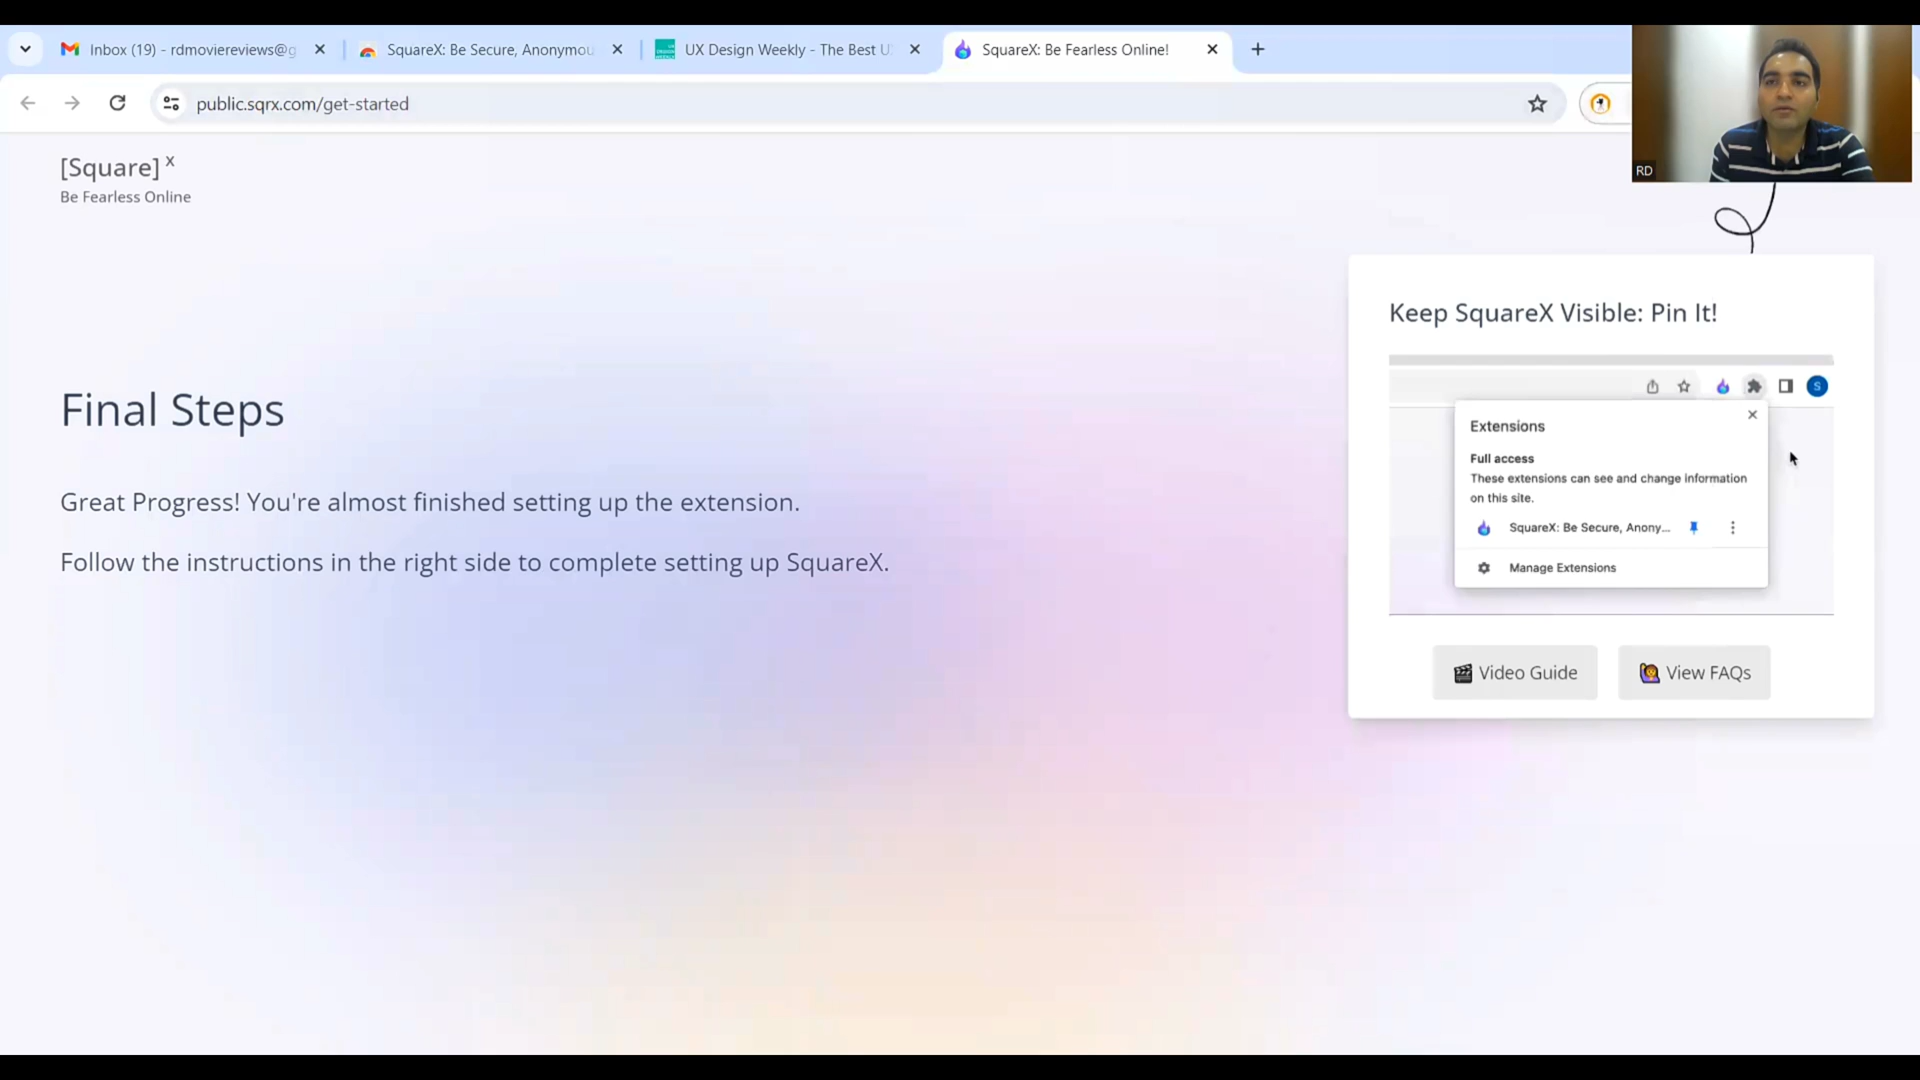 Inbox (19) - rdmoviereviews@g
SquareX: Be Secure, Anonymou
UX Design Weekly - The Best U
SquareX: Be Fearless Online!
public.sqrx.com/get-started
RD
[Square] x
Be Fearless Online
Keep SquareX Visible: Pin It!
S
Extensions
Full access
These extensions can see and change information
on this site.
SquareX: Be Secure, Anony...
Manage Extensions
Final Steps
Great Progress! You're almost finished setting up the extension.
Follow the instructions in the right side to complete setting up SquareX.
Video Guide
View FAQs